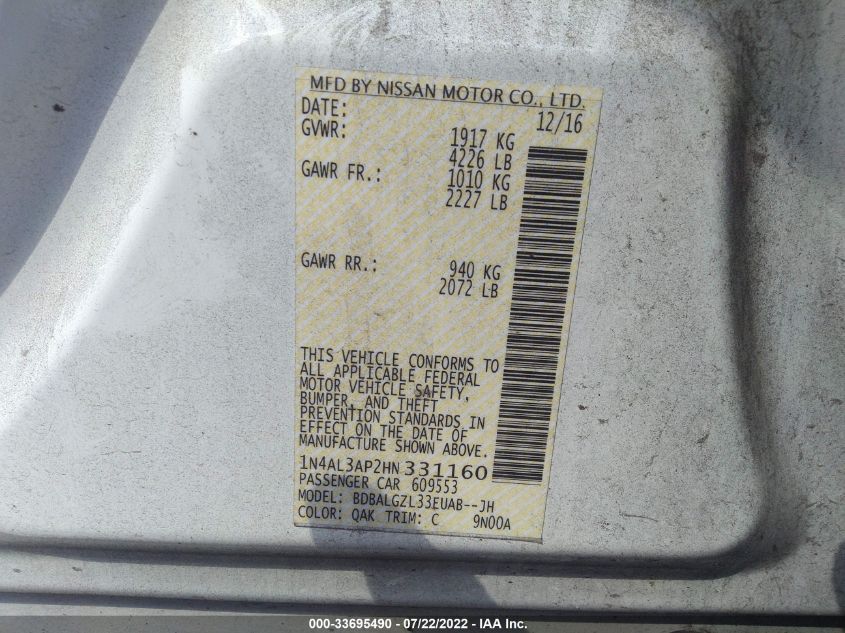 MFD BY NISSAN MOTOR CO., LTD.
DATE: 12/16
GVWR: 1917 KG
4226 LB
GAWR FR.: 1010 KG
2227 LB
GAWR RR.: 940 KG
2072 LB
THIS VEHICLE CONFORMS TO
ALL APPLICABLE FEDERAL
MOTOR VEHICLE SAFETY,
BUMPER, AND THEFT
PREVENTION STANDARDS IN
EFFECT ON THE DATE OF
MANUFACTURE SHOWN ABOVE.
1N4AL3AP2HN 331160
PASSENGER CAR 609553
MODEL: BDBALGZL33EUAB--JH
COLOR: QAK TRIM: C 9N00A
000-33695490 - 07/22/2022 - IAA Inc.